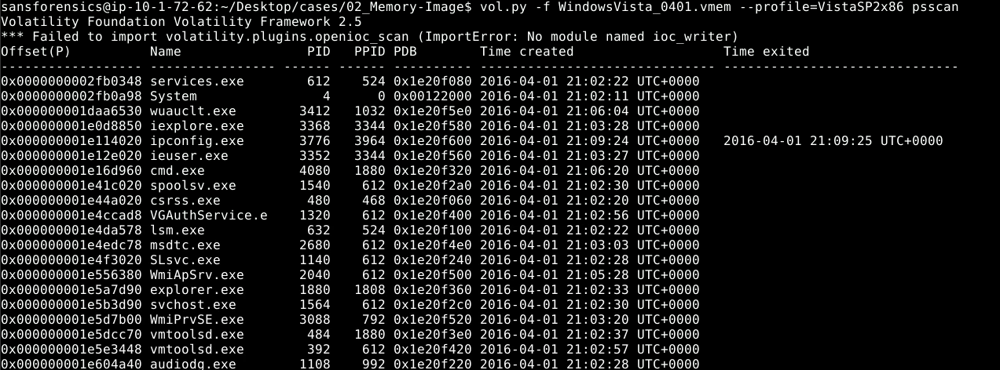 sansforensics@ip-10-1-72-62:~/Desktop/cases/02_Memory-Image$ vol.py -f WindowsVista_0401.vmem --profile=VistaSP2x86 psscan
Volatility Foundation Volatility Framework 2.5
*** Failed to import volatility.plugins.openioc_scan (ImportError: No module named ioc_writer)
Offset(P)          Name                PID   PPID PDB        Time created                   Time exited
------------------ ---------------- ------ ------ ---------- ------------------------------ ------------------------------
0x0000000002fb0348 services.exe        612    524 0x1e20f080 2016-04-01 21:02:22 UTC+0000
0x0000000002fb0a98 System                4      0 0x00122000 2016-04-01 21:02:11 UTC+0000
0x000000001daa6530 wuauclt.exe        3412   1032 0x1e20f5e0 2016-04-01 21:06:04 UTC+0000
0x000000001e0d8850 iexplore.exe       3368   3344 0x1e20f580 2016-04-01 21:03:28 UTC+0000
0x000000001e114020 ipconfig.exe       3776   3964 0x1e20f600 2016-04-01 21:09:24 UTC+0000   2016-04-01 21:09:25 UTC+0000
0x000000001e12e020 ieuser.exe         3352   3344 0x1e20f560 2016-04-01 21:03:27 UTC+0000
0x000000001e16d960 cmd.exe            4080   1880 0x1e20f320 2016-04-01 21:06:20 UTC+0000
0x000000001e41c020 spoolsv.exe        1540    612 0x1e20f2a0 2016-04-01 21:02:30 UTC+0000
0x000000001e44a020 csrss.exe           480    468 0x1e20f060 2016-04-01 21:02:20 UTC+0000
0x000000001e4ccad8 VGAuthService.e    1320    612 0x1e20f400 2016-04-01 21:02:56 UTC+0000
0x000000001e4da578 lsm.exe             632    524 0x1e20f100 2016-04-01 21:02:22 UTC+0000
0x000000001e4edc78 msdtc.exe          2680    612 0x1e20f4e0 2016-04-01 21:03:03 UTC+0000
0x000000001e4f3020 SLsvc.exe          1140    612 0x1e20f240 2016-04-01 21:02:28 UTC+0000
0x000000001e556380 WmiApSrv.exe       2040    612 0x1e20f500 2016-04-01 21:05:28 UTC+0000
0x000000001e5a7d90 explorer.exe       1880   1808 0x1e20f360 2016-04-01 21:02:33 UTC+0000
0x000000001e5b3d90 svchost.exe        1564    612 0x1e20f2c0 2016-04-01 21:02:30 UTC+0000
0x000000001e5d7b00 WmiPrvSE.exe       3088    792 0x1e20f520 2016-04-01 21:03:20 UTC+0000
0x000000001e5dcc70 vmtoolsd.exe        484   1880 0x1e20f3e0 2016-04-01 21:02:37 UTC+0000
0x000000001e5e3448 vmtoolsd.exe        392    612 0x1e20f420 2016-04-01 21:02:57 UTC+0000
0x000000001e604a40 audiodg.exe        1108    992 0x1e20f220 2016-04-01 21:02:28 UTC+0000